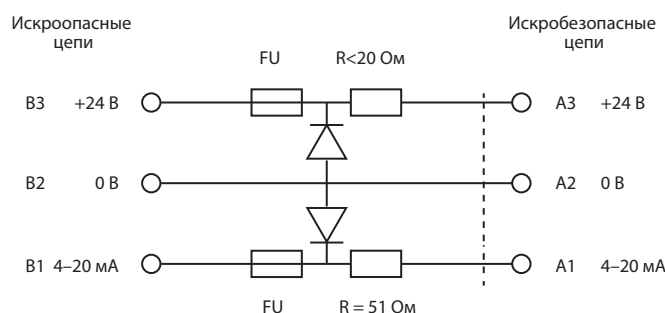 Искроопасные
цепи
Искробезопасные
цепи
FU
R<20 Ом
B3 +24 В
A3 +24 В
B2 0 В
A2 0 В
B1 4–20 мА
A1 4–20 мА
FU
R = 51 Ом